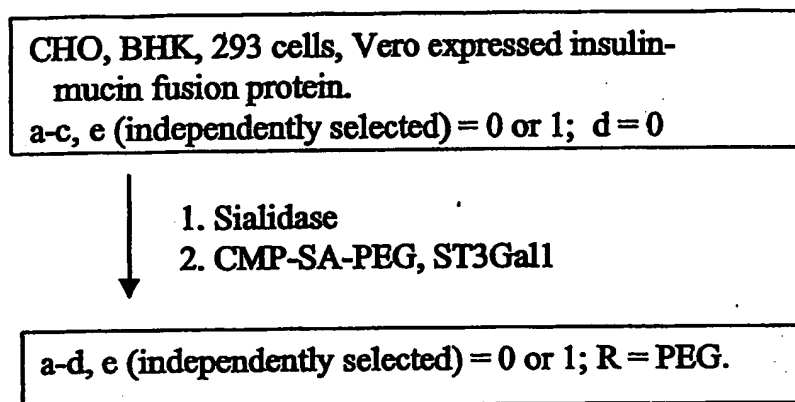 CHO, BHK, 293 cells, Vero expressed insulin-
mucin fusion protein.
a-c, e (independently selected) = 0 or 1; d = 0
1. Sialidase
2. CMP-SA-PEG, ST3Gal1
a-d, e (independently selected) = 0 or 1; R = PEG.